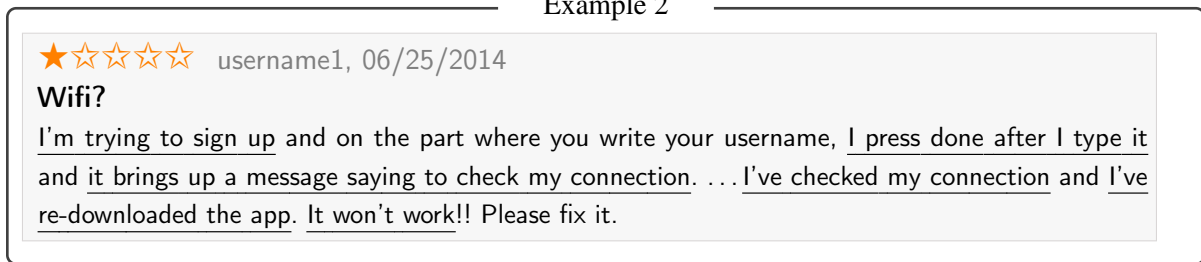 Example 2
★☆☆☆☆ username1, 06/25/2014
Wifi?
I'm trying to sign up and on the part where you write your username, I press done after I type it
and it brings up a message saying to check my connection. ... I've checked my connection and I've
re-downloaded the app. It won't work!! Please fix it.